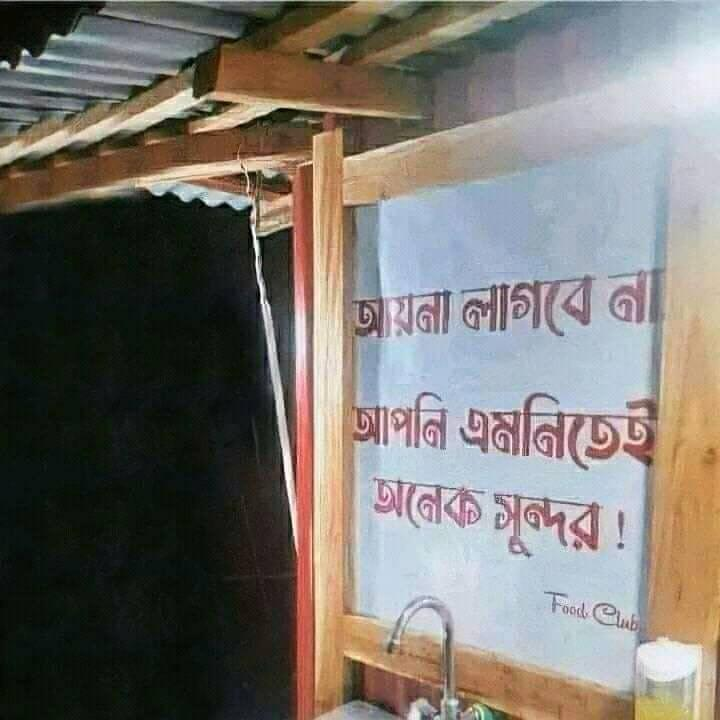 আয়না লাগবে না
আপনি এমনিতেই
অনেক সুন্দর !
Food Club